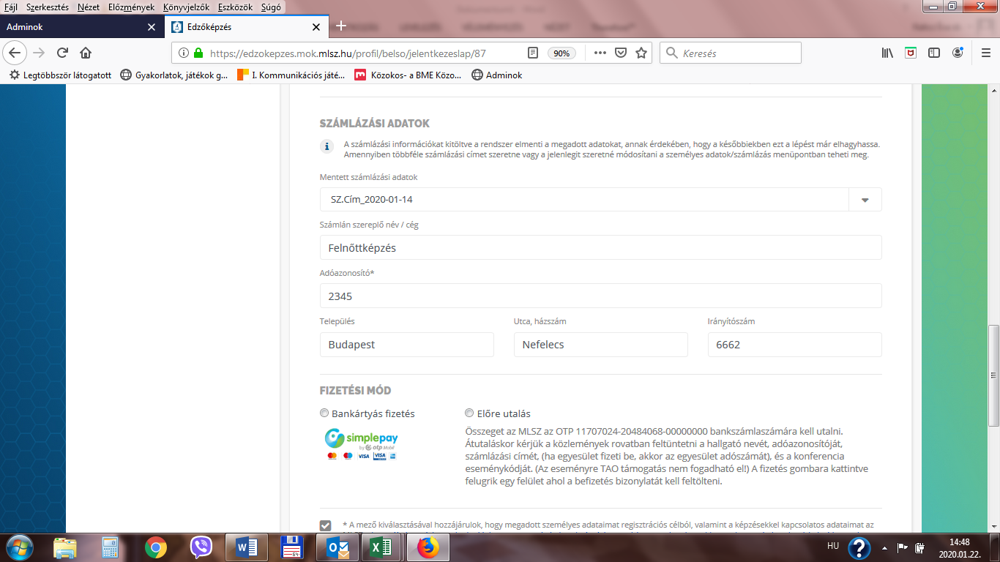 Fájl Szerkesztés Nézet Előzmények Könyvjelzők Eszközök Súgó
Adminok
Edzőképzés
https://edzokepzes.mok.mlsz.hu/profil/belso/jelentkezeslap/87
90%
Keresés
Legtöbbször látogatott
Gyakorlatok, játékok g...
I. Kommunikációs játé...
Közokos- a BME Közo...
Adminok
SZÁMLÁZÁSI ADATOK
A számlázási információkat kitöltve a rendszer elmenti a megadott adatokat, annak érdekében, hogy a későbbiekben ezt a lépést már elhagyhassa.
Amennyiben többféle számlázási címet szeretne vagy a jelenlegit szeretné módosítani a személyes adatok/számlázás menüpontban teheti meg.
Mentett számlázási adatok
SZ.Cím_2020-01-14
Számlán szereplő név / cég
Felnőttképzés
Adóazonosító*
2345
Település
Utca, házszám
Irányítószám
Budapest
Nefelecs
6662
FIZETÉSI MÓD
Bankártyás fizetés
Előre utalás
simplepay
by otp Mobil
VISA
VISA
Összeget az MLSZ az OTP 11707024-20484068-00000000 bankszámlaszámára kell utalni.
Átutaláskor kérjük a közlemények rovatban feltüntetni a hallgató nevét, adóazonosítóját,
számlázási címét, (ha egyesület fizeti be, akkor az egyesület adószámát), és a konferencia
eseménykódját. (Az eseményre TAO támogatás nem fogadható el!) A fizetés gombara kattintve
felugrik egy felület ahol a befizetés bizonylatát kell feltölteni.
* A mező kiválasztásával hozzájárulok, hogy megadott személyes adataimat regisztrációs célból, valamint a képzésekkel kapcsolatos adataimat az
HU
14:48
2020.01.22.